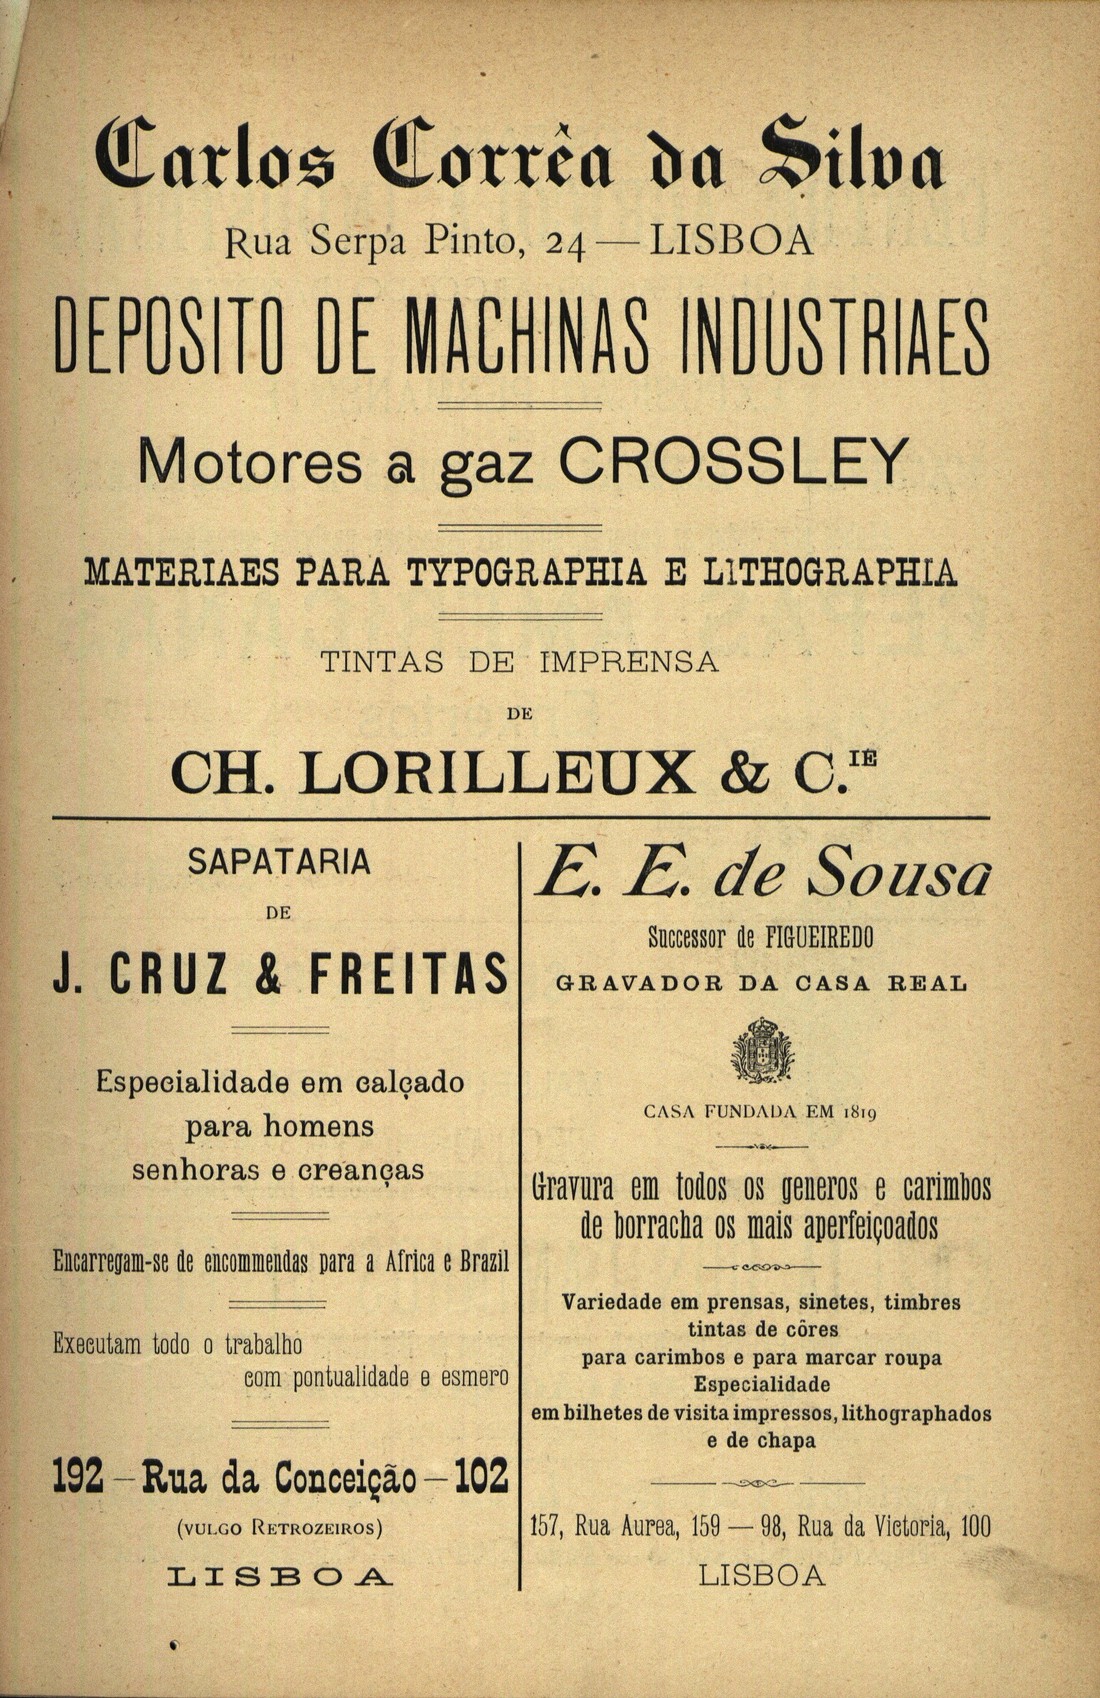 Carlos Corrêa da Silva
Rua Serpa Pinto, 24 — LISBOA
DEPOSITO DE MACHINAS INDUSTRIAES
Motores a gaz CROSSLEY
MATERIAES PARA TYPOGRAPHIA E LITHOGRAPHIA
TINTAS DE IMPRENSA
DE
CH. LORILLEUX & C.IE
SAPATARIA
DE
J. CRUZ & FREITAS
Especialidade em calçado
para homens
senhoras e creanças
Encarregam-se de encommendas para a Africa e Brazil
Executam todo o trabalho
com pontualidade e esmero
192 — Rua da Conceição — 102
(VULGO RETROZEIROS)
LISBOA
E. E. de Sousa
Successor de FIGUEIREDO
GRAVADOR DA CASA REAL
CASA FUNDADA EM 1819
Gravura em todos os generos e carimbos
de borracha os mais aperfeiçoados
Variedade em prensas, sinetes, timbres
tintas de côres
para carimbos e para marcar roupa
Especialidade
em bilhetes de visita impressos, lithographados
e de chapa
157, Rua Aurea, 159 — 98, Rua da Victoria, 100
LISBOA